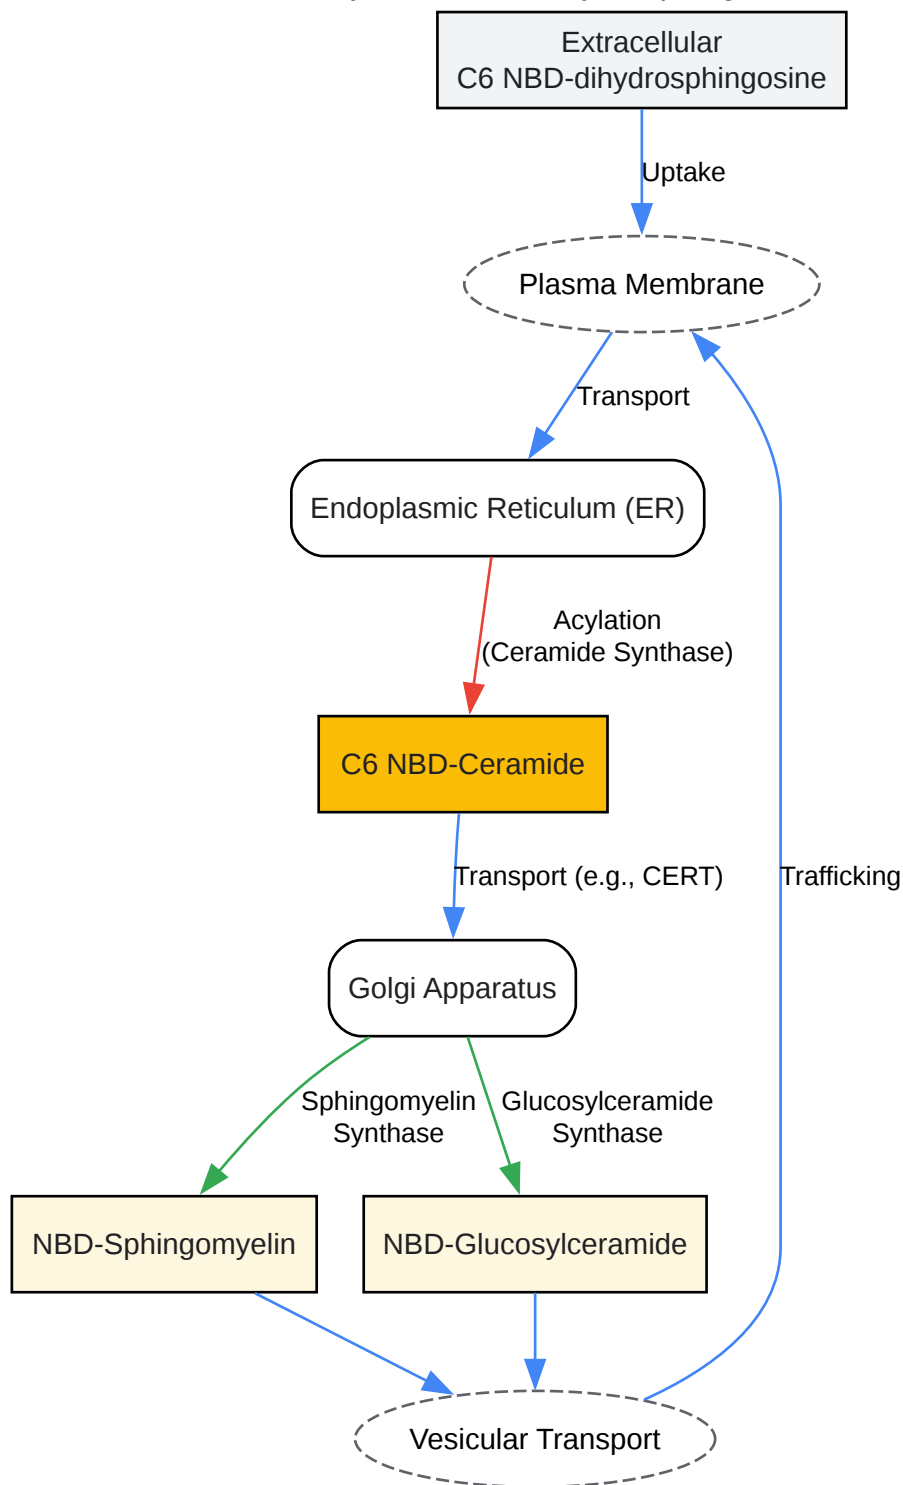 Extracellular
C6 NBD-dihydrosphingosine
Uptake
Plasma Membrane
Transport
Endoplasmic Reticulum (ER)
Acylation
(Ceramide Synthase)
C6 NBD-Ceramide
Transport (e.g., CERT)
Trafficking
Golgi Apparatus
Sphingomyelin
Synthase
Glucosylceramide
Synthase
NBD-Sphingomyelin
NBD-Glucosylceramide
Vesicular Transport